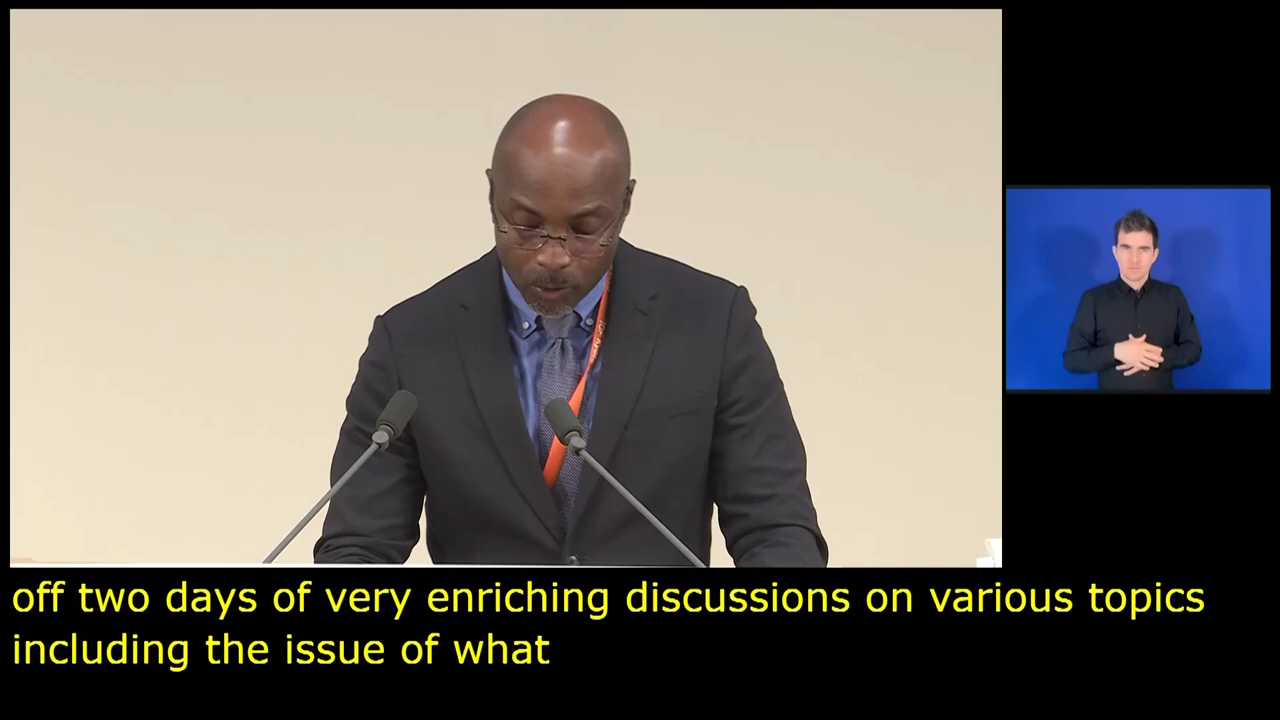 off two days of very enriching discussions on various topics
including the issue of what